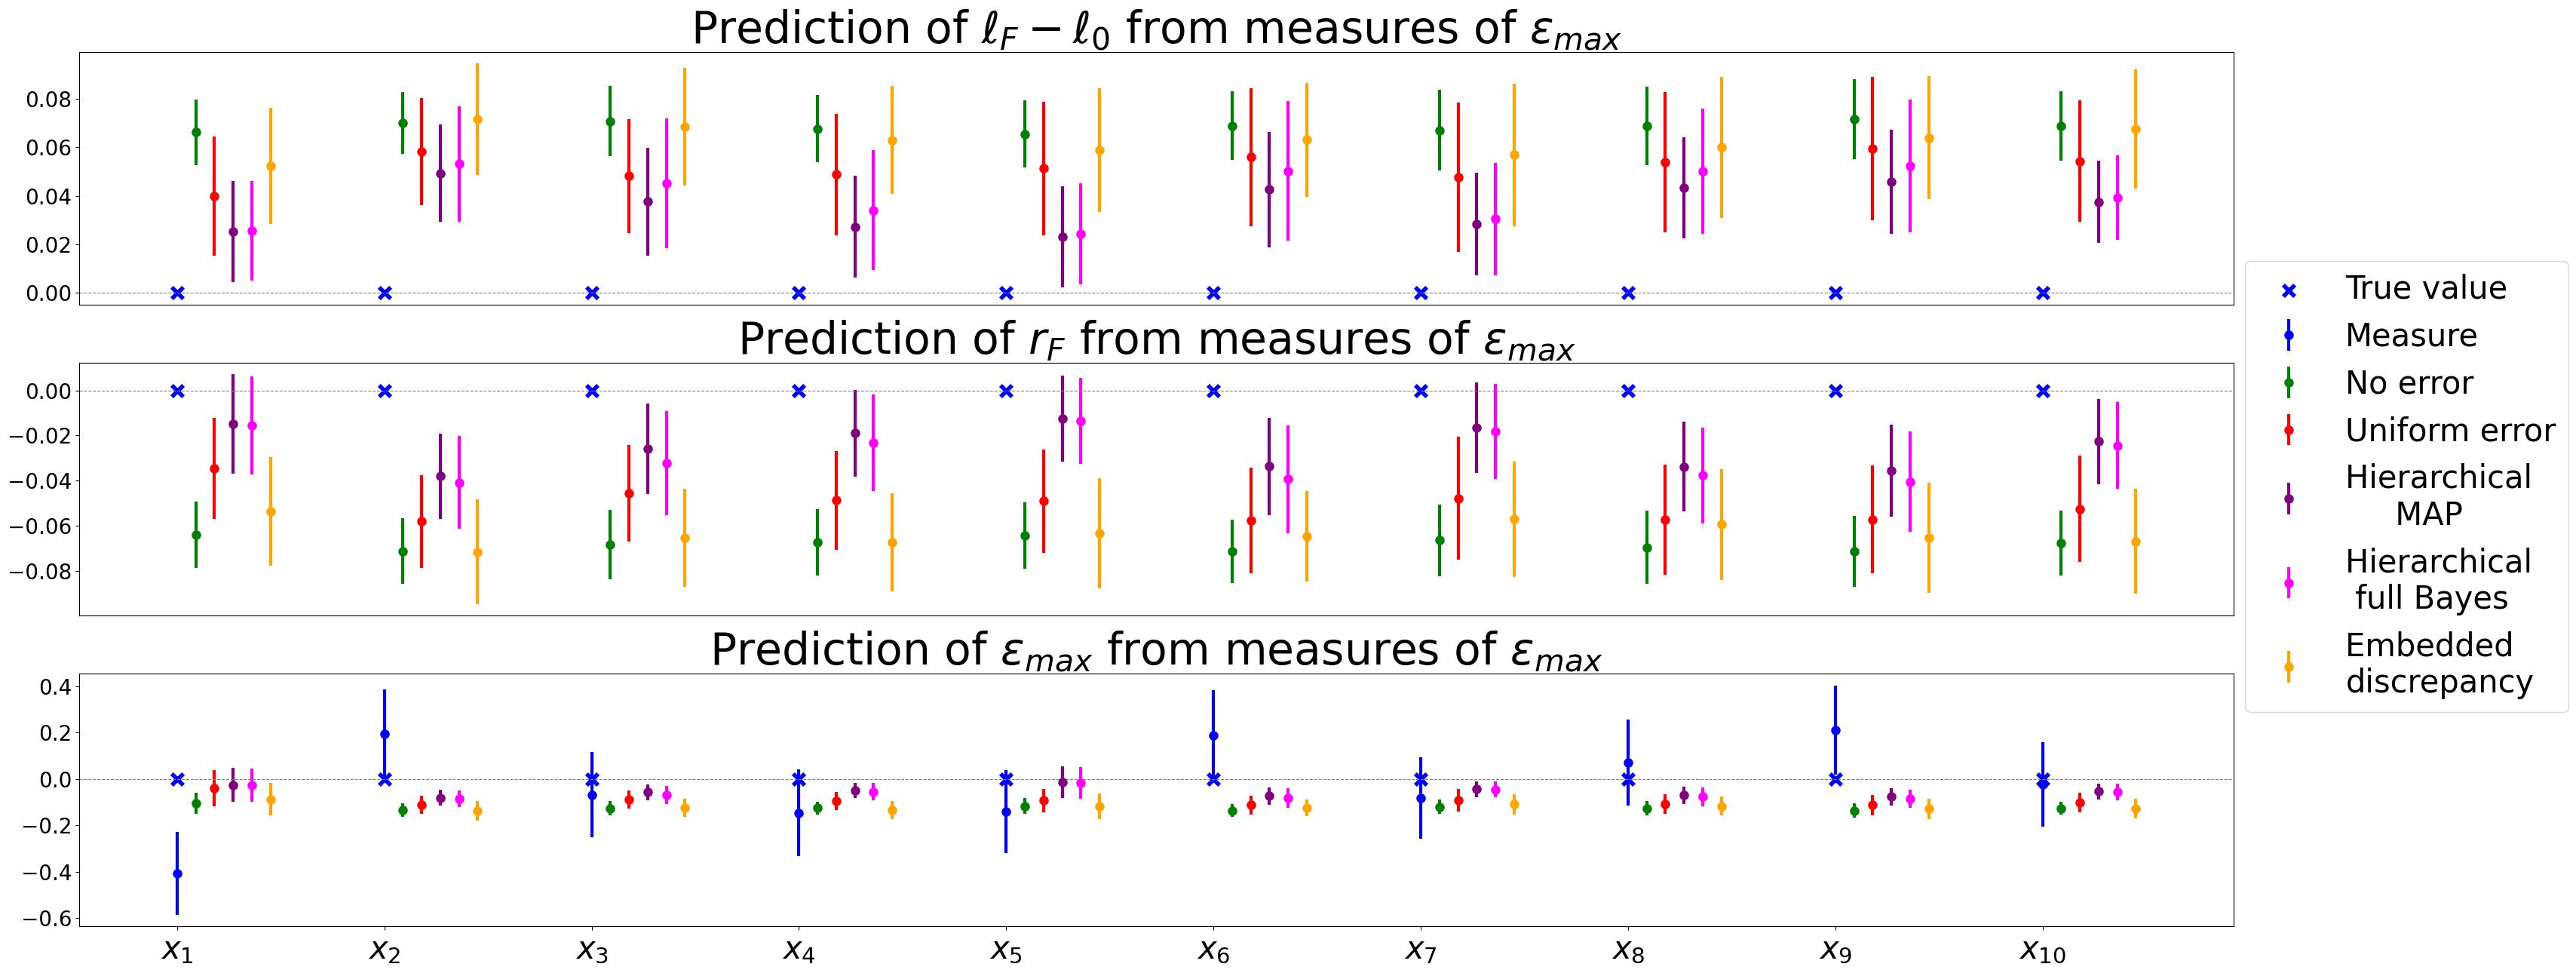 Prediction of ℓ_F − ℓ_0 from measures of ε_max
0.08
0.06
0.04
0.02
0.00
Prediction of r_F from measures of ε_max
0.00
−0.02
−0.04
−0.06
−0.08
Prediction of ε_max from measures of ε_max
0.4
0.2
0.0
−0.2
−0.4
−0.6
x_1 x_2 x_3 x_4 x_5 x_6 x_7 x_8 x_9 x_10
True value
Measure
No error
Uniform error
Hierarchical
MAP
Hierarchical
full Bayes
Embedded
discrepancy